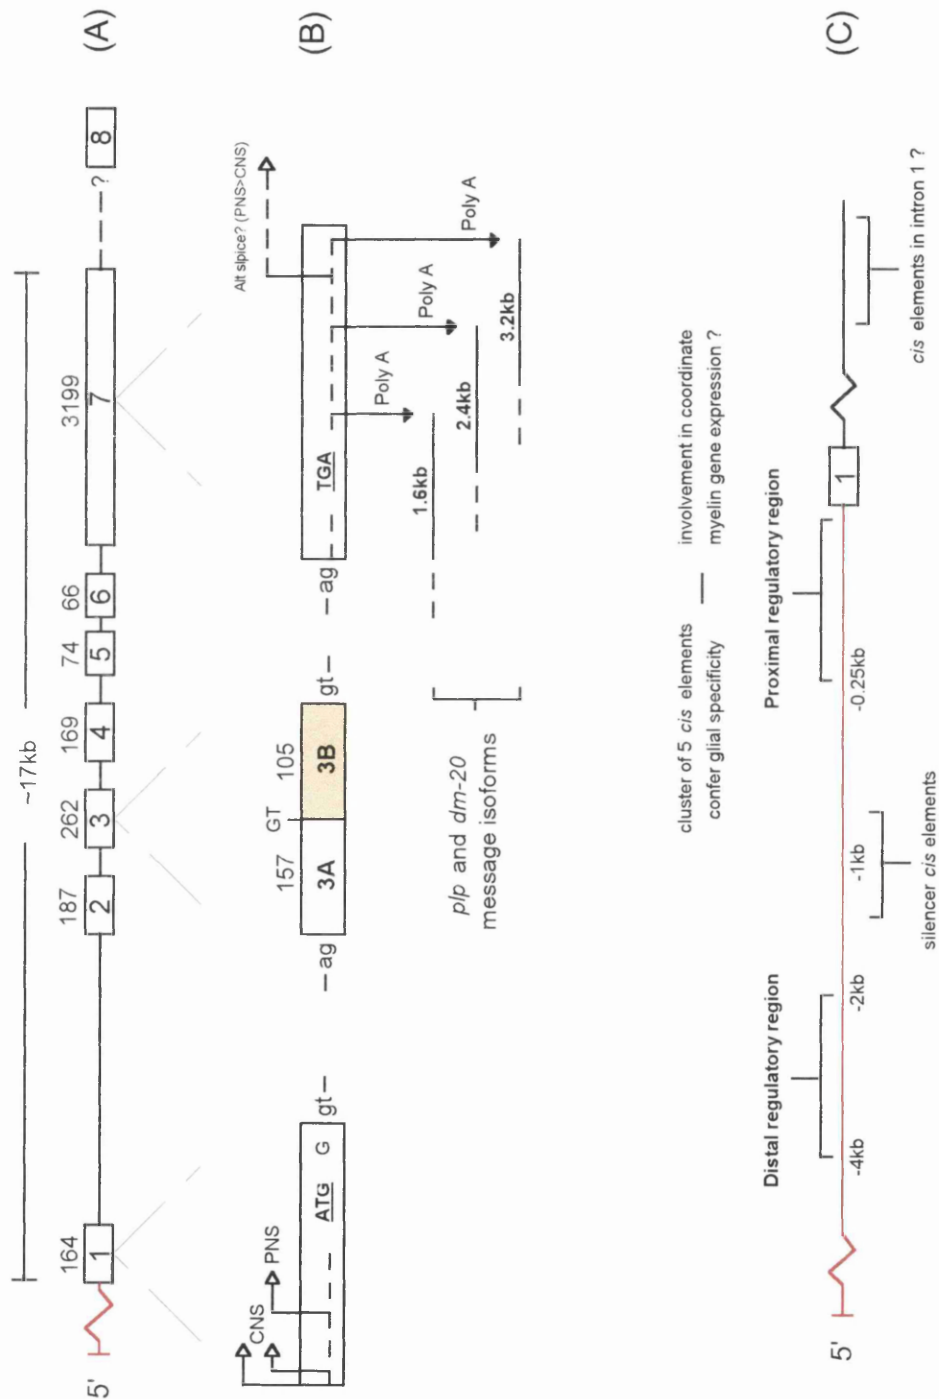 (A)
~17kb
164
187
262
169
74
66
3199
5'
1
2
3
4
5
6
7
?
8
(B)
CNS
PNS
ATG
G
gt
ag
157
GT
105
3A
3B
gt
ag
TGA
Alt slpice? (PNS>CNS)
Poly A
Poly A
Poly A
1.6kb
2.4kb
3.2kb
plp and dm-20
message isoforms
(C)
cluster of 5 cis elements
confer glial specificity
involvement in coordinate
myelin gene expression ?
Distal regulatory region
Proximal regulatory region
5'
-4kb
-2kb
-1kb
-0.25kb
1
silencer cis elements
cis elements in intron 1 ?